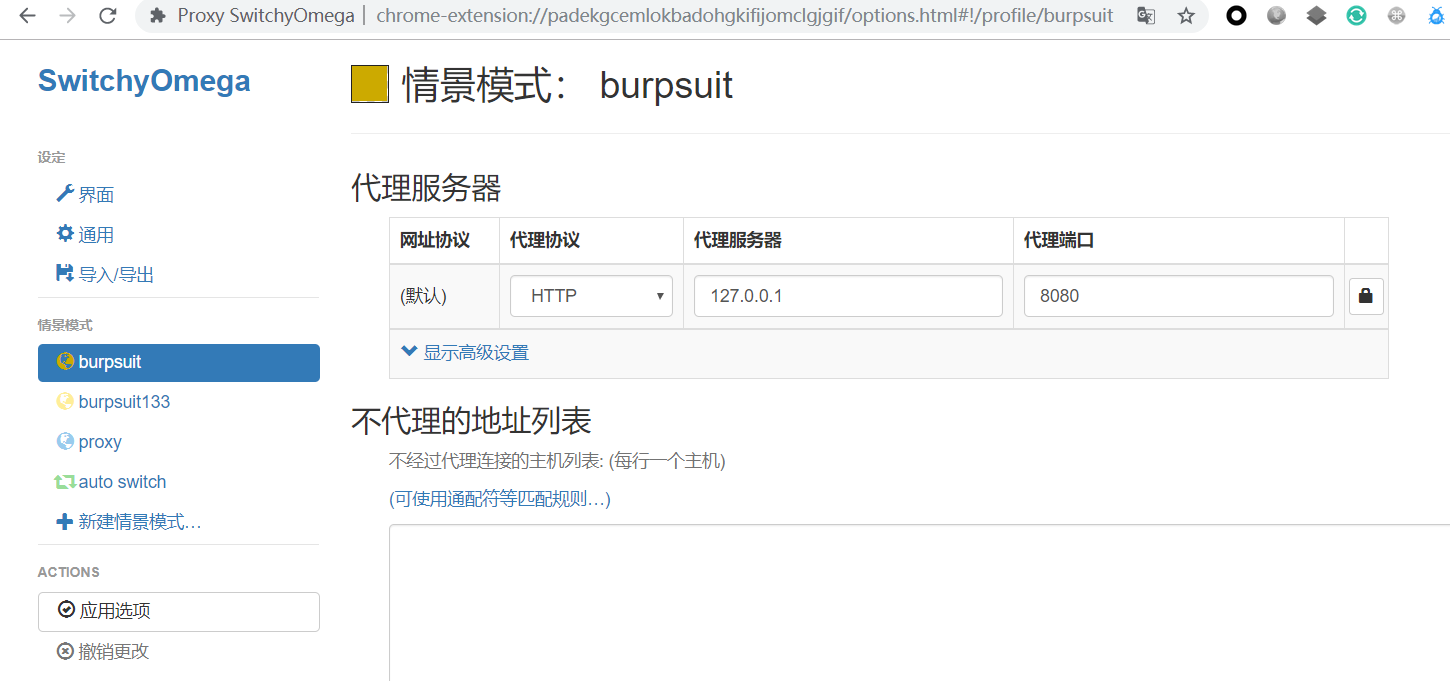 Proxy SwitchyOmega | chrome-extension://padekgcemlokbadohgkifijomclgjgif/options.html#!/profile/burpsuit
SwitchyOmega
设定
界面
通用
导入/导出
情景模式
burpsuit
burpsuit133
proxy
auto switch
新建情景模式…
ACTIONS
应用选项
撤销更改
情景模式: burpsuit
代理服务器
网址协议 代理协议 代理服务器 代理端口
(默认) HTTP 127.0.0.1 8080
显示高级设置
不代理的地址列表
不经过代理连接的主机列表: (每行一个主机)
(可使用通配符等匹配规则…)